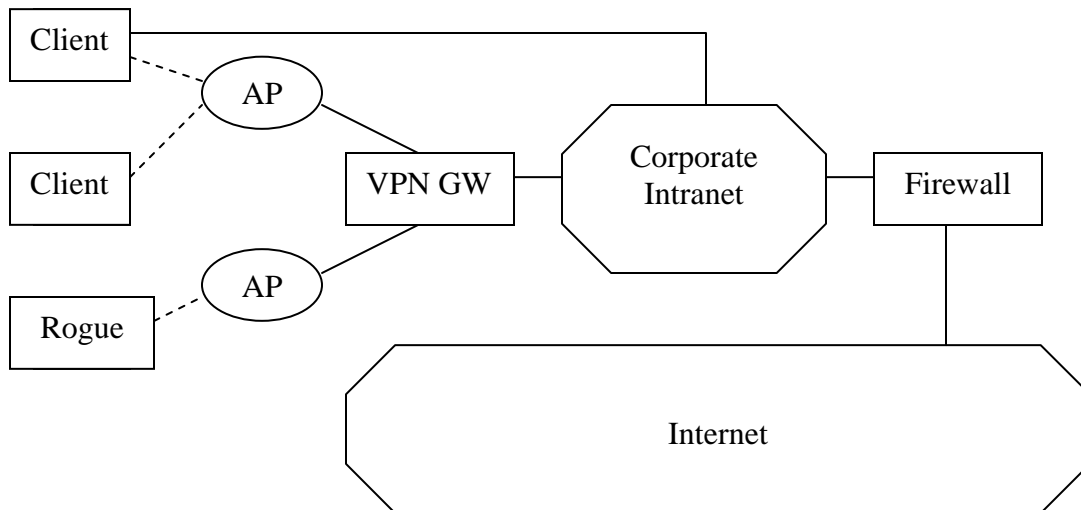 Client
AP
Client
VPN GW
Corporate
Intranet
Firewall
AP
Rogue
Internet